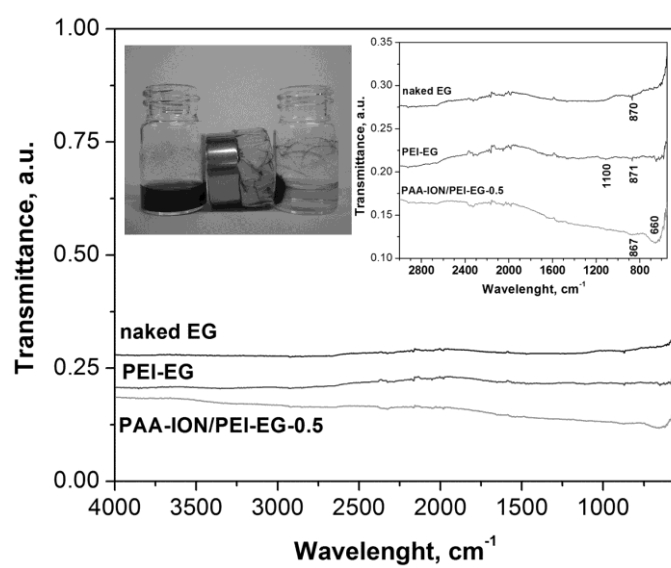 1.00
0.75
0.50
0.25
0.00
Transmittance, a.u.
4000 3500 3000 2500 2000 1500 1000
Wavelenght, cm⁻¹
naked EG
PEI-EG
PAA-ION/PEI-EG-0.5
0.35
0.30
0.25
0.20
0.15
0.10
Transmittance, a.u.
naked EG
870
PEI-EG
1100
871
PAA-ION/PEI-EG-0.5
867
660
2800 2400 2000 1600 1200 800
Wavelenght, cm⁻¹